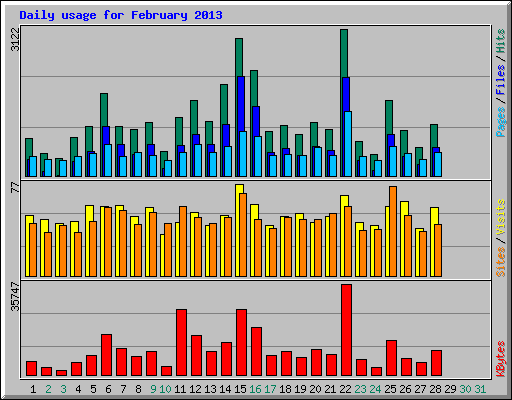 Daily usage for February 2013
3122
Pages / Files / Hits
77
Sites / Visits
35747
KBytes
1 2 3 4 5 6 7 8 9 10 11 12 13 14 15 16 17 18 19 20 21 22 23 24 25 26 27 28 29 30 31